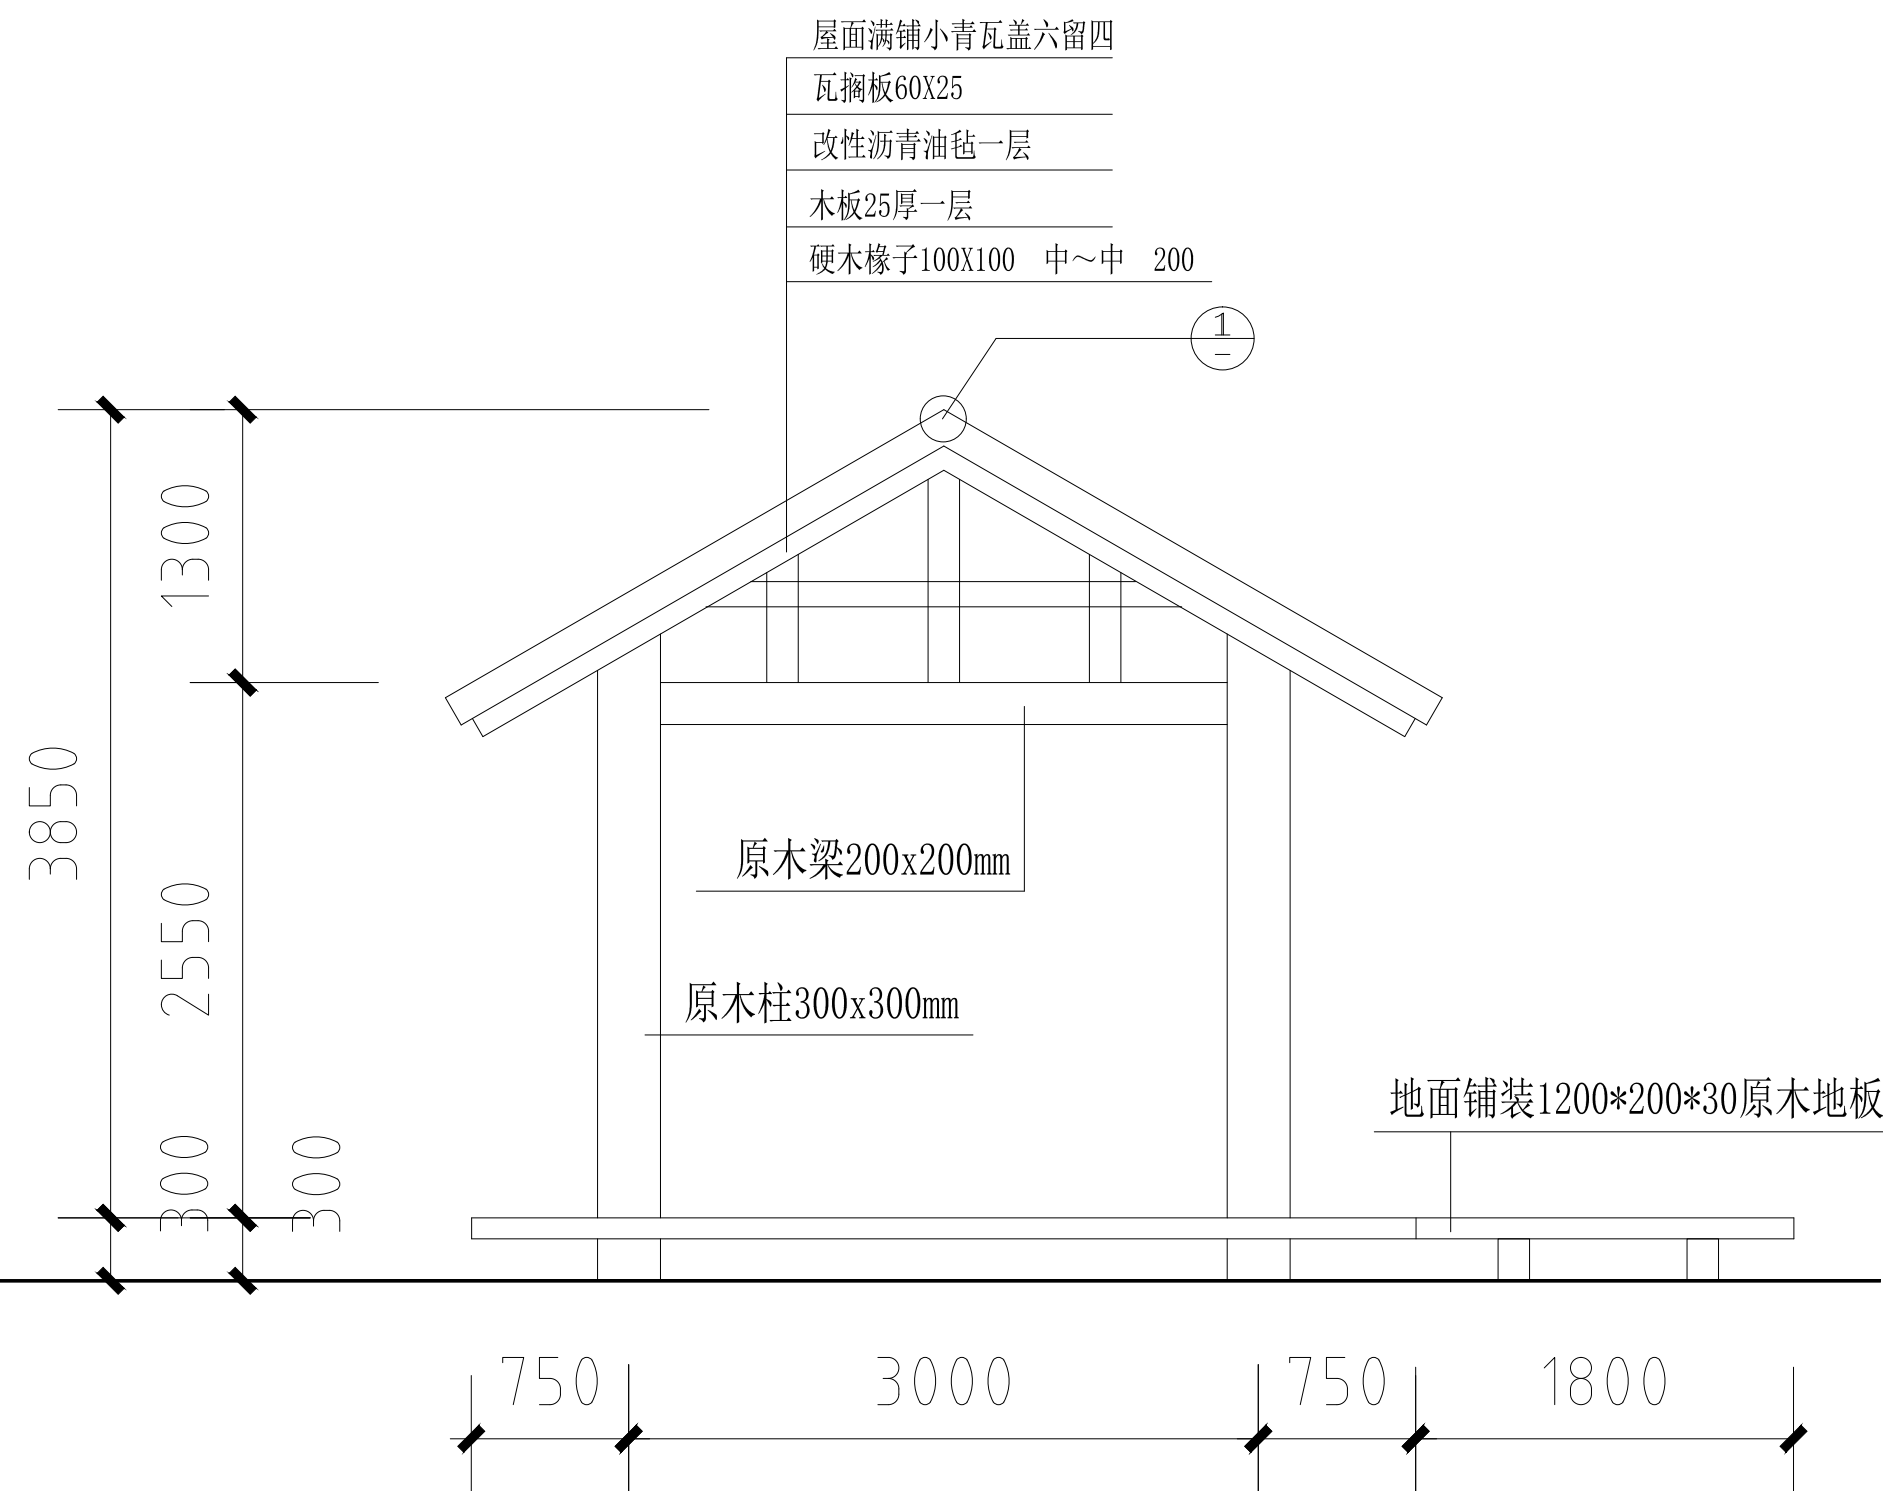 屋面满铺小青瓦盖六留四
瓦搁板60X25
改性沥青油毡一层
木板25厚一层
硬木椽子100X100 中～中 200
1
–
1300
3850
2550
300
300
原木梁200x200mm
原木柱300x300mm
地面铺装1200*200*30原木地板
750
3000
750
1800